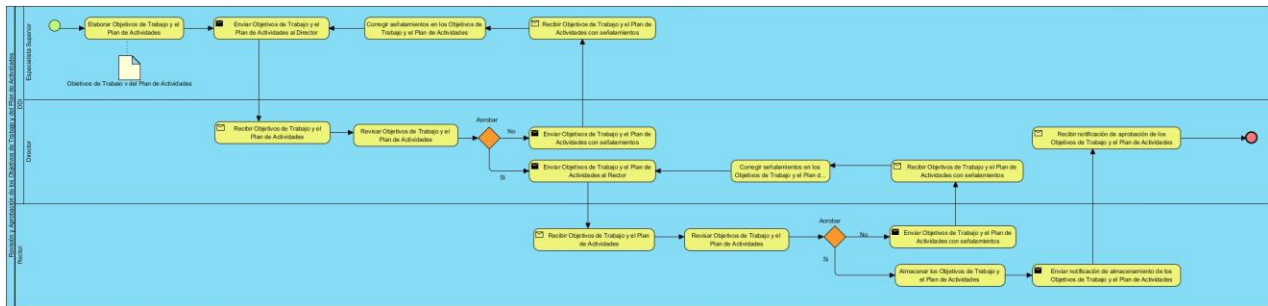 Revisión y Aprobación de los Objetivos de Trabajo y del Plan de Actividades
DDI
Especialista Superior
Elaborar Objetivos de Trabajo y el
Plan de Actividades
Objetivos de Trabajo y del Plan de Actividades
Enviar Objetivos de Trabajo y el
Plan de Actividades al Director
Corregir señalamientos en los Objetivos de
Trabajo y el Plan de Actividades
Recibir Objetivos de Trabajo y el Plan de
Actividades con señalamientos
Director
Recibir Objetivos de Trabajo y el
Plan de Actividades
Revisar Objetivos de Trabajo y el
Plan de Actividades
Aprobar
No
Si
Enviar Objetivos de Trabajo y el Plan de
Actividades con señalamientos
Enviar Objetivos de Trabajo y el Plan de
Actividades al Rector
Corregir señalamientos en los
Objetivos de Trabajo y el Plan d...
Recibir Objetivos de Trabajo y el Plan de
Actividades con señalamientos
Recibir notificación de aprobación de los
Objetivos de Trabajo y el Plan de Actividades
Rector
Recibir Objetivos de Trabajo y el Plan
de Actividades
Revisar Objetivos de Trabajo y el
Plan de Actividades
Aprobar
No
Si
Enviar Objetivos de Trabajo y el Plan de
Actividades con señalamientos
Almacenar los Objetivos de Trabajo y
el Plan de Actividades
Enviar notificación de almacenamiento de los
Objetivos de Trabajo y el Plan de Actividades